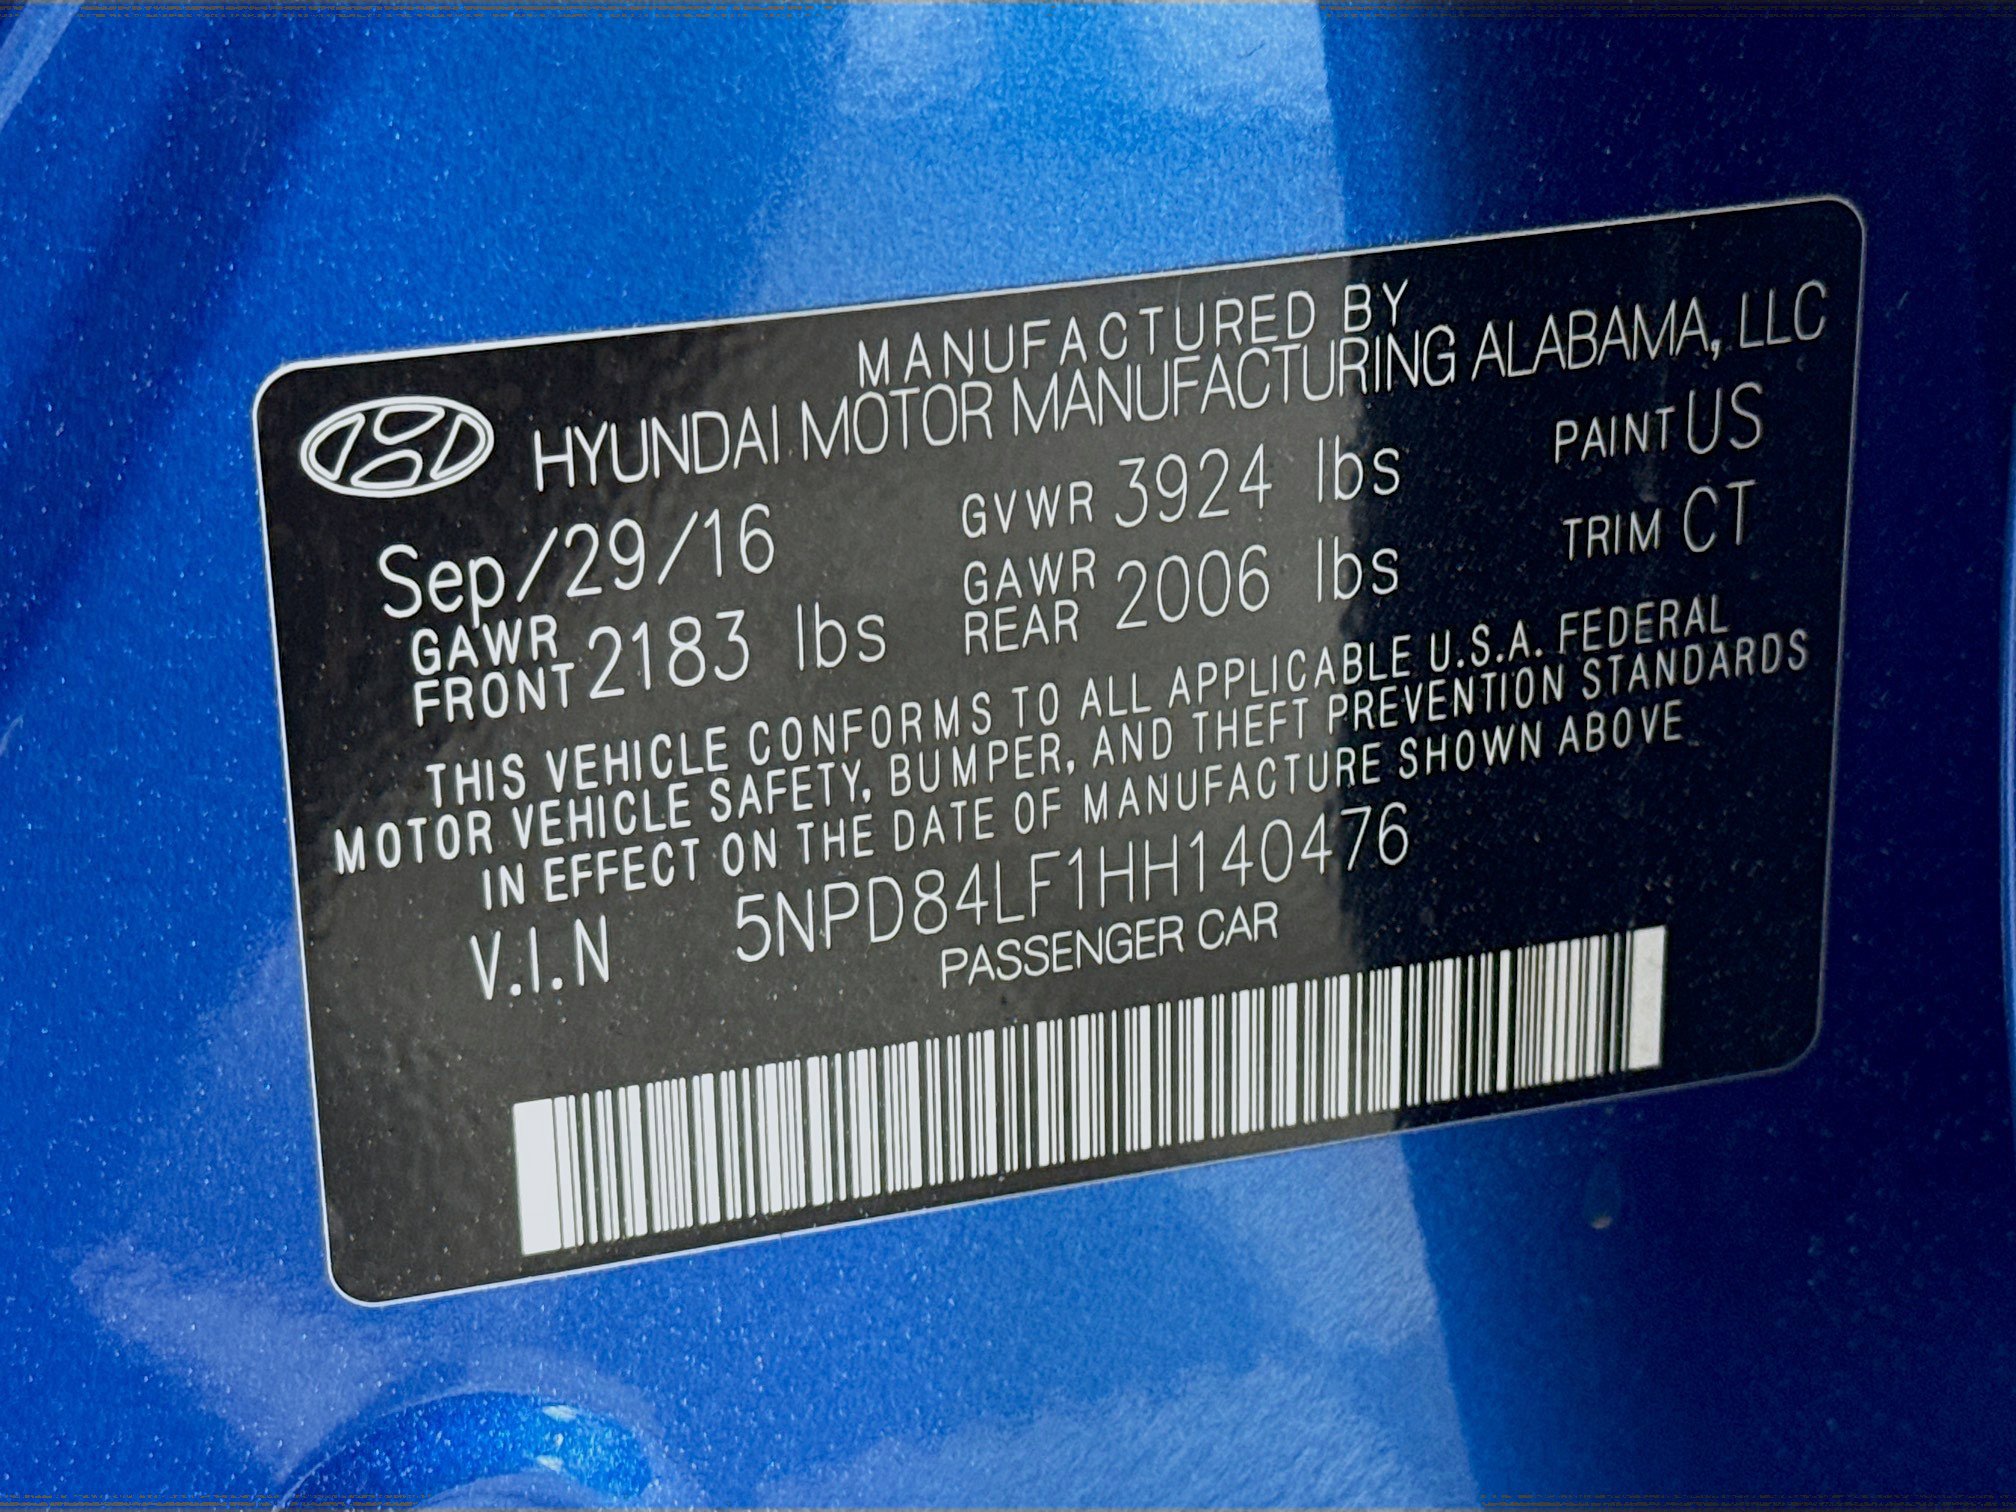 MANUFACTURED BY
HYUNDAI MOTOR MANUFACTURING ALABAMA, LLC
Sep/29/16 GVWR 3924 lbs PAINT US
GAWR FRONT 2183 lbs GAWR REAR 2006 lbs TRIM CT
THIS VEHICLE CONFORMS TO ALL APPLICABLE U.S.A. FEDERAL
MOTOR VEHICLE SAFETY, BUMPER, AND THEFT PREVENTION STANDARDS
IN EFFECT ON THE DATE OF MANUFACTURE SHOWN ABOVE
V.I.N 5NPD84LF1HH140476
PASSENGER CAR